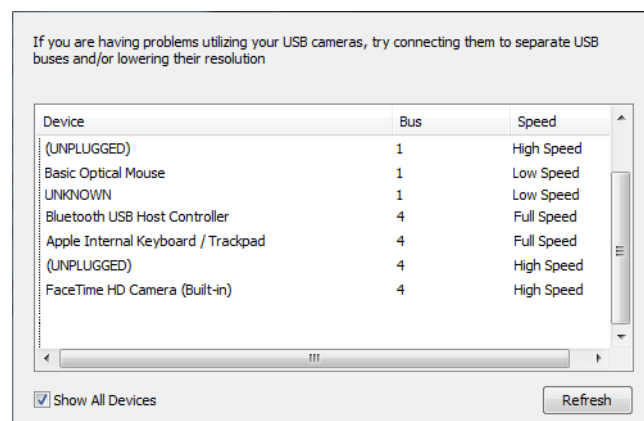 If you are having problems utilizing your USB cameras, try connecting them to separate USB
buses and/or lowering their resolution
Device Bus Speed
(UNPLUGGED) 1 High Speed
Basic Optical Mouse 1 Low Speed
UNKNOWN 1 Low Speed
Bluetooth USB Host Controller 4 Full Speed
Apple Internal Keyboard / Trackpad 4 Full Speed
(UNPLUGGED) 4 High Speed
FaceTime HD Camera (Built-in) 4 High Speed
Show All Devices Refresh